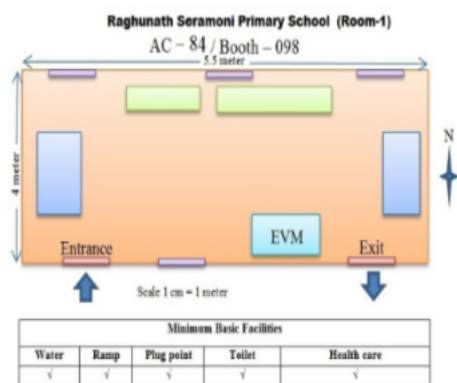 Raghunath Seramoni Primary School (Room-1)
AC – 84/Booth – 098
5.5 meter
4 meter
N
EVM
Entrance
Exit
Scale 1 cm = 1 meter
Minimum Basic Facilities
Water Ramp Plug point Toilet Health care
√ √ √ √ √